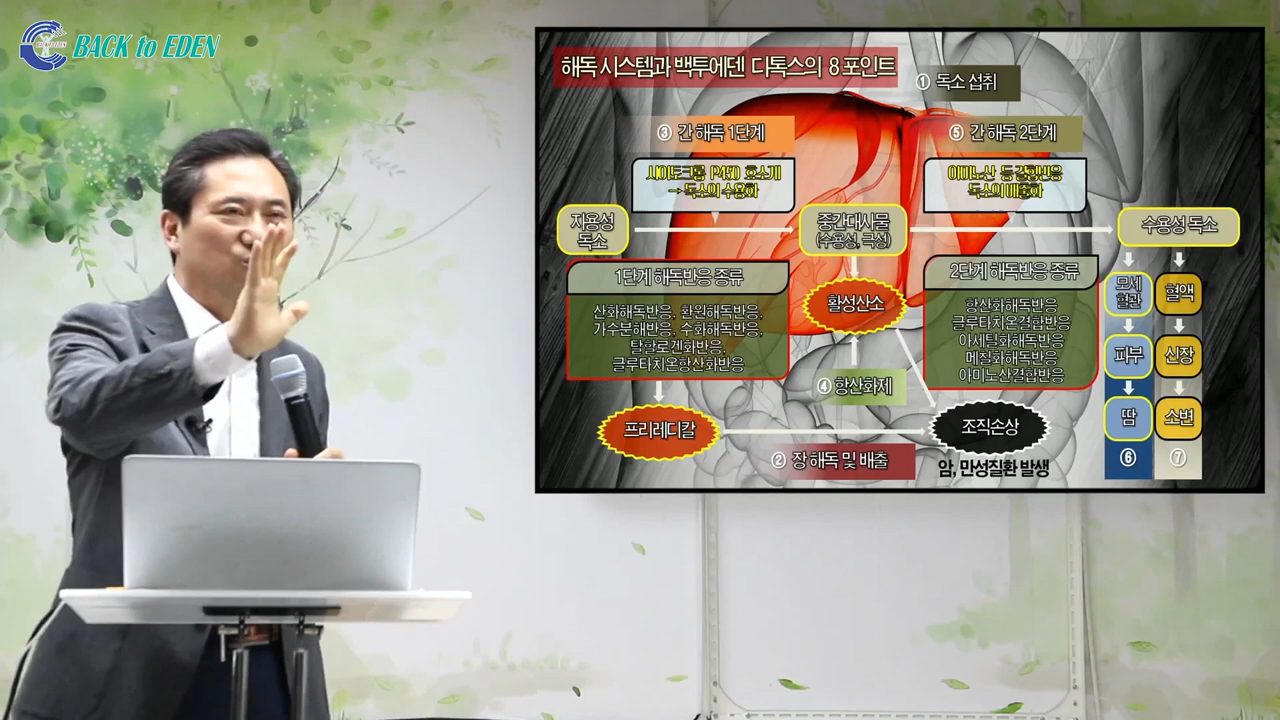 BACK to EDEN
해독 시스템과 백투에덴 디톡스의 8 포인트
① 독소 섭취
③ 간 해독 1단계
⑤ 간 해독 2단계
사이토크롬 P450 효소계
→ 독소의 수용화
아미노산 등 결합반응
독소의 배출화
지용성
독소
중간대사물
(수용성, 극성)
수용성 독소
1단계 해독반응 종류
산화해독반응, 환원해독반응,
가수분해반응, 수화해독반응,
탈할로겐화반응,
글루타치온항산화반응
활성산소
2단계 해독반응 종류
항산화해독반응
글루타치온결합반응
아세틸화해독반응
메칠화해독반응
아미노산결합반응
모세
혈관
혈액
피부
신장
④ 항산화제
땀
소변
프리레디칼
조직손상
② 장 해독 및 배출
암, 만성질환 발생
⑥
⑦